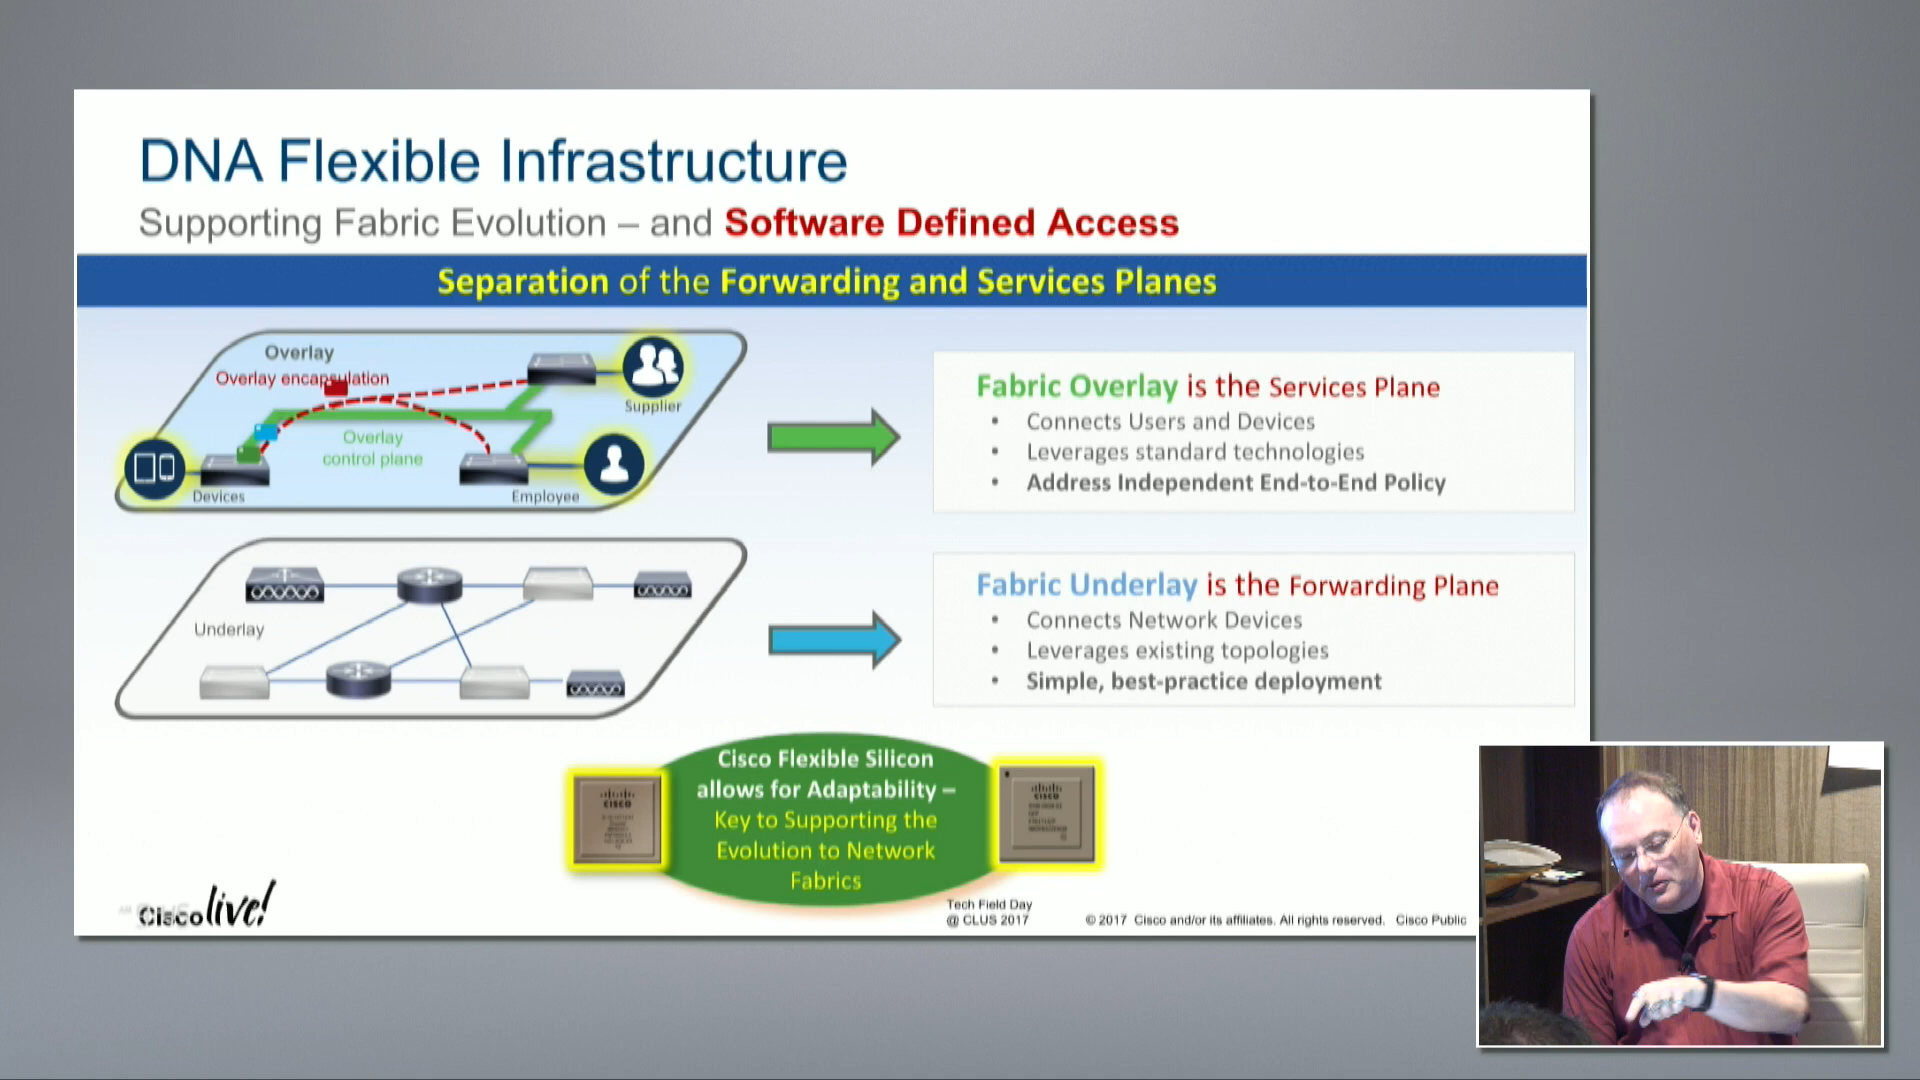 DNA Flexible Infrastructure
Supporting Fabric Evolution – and Software Defined Access
Separation of the Forwarding and Services Planes
Overlay
Overlay encapsulation
Supplier
Overlay
control plane
Devices
Employee
Fabric Overlay is the Services Plane
• Connects Users and Devices
• Leverages standard technologies
• Address Independent End-to-End Policy
Underlay
Fabric Underlay is the Forwarding Plane
• Connects Network Devices
• Leverages existing topologies
• Simple, best-practice deployment
Cisco Flexible Silicon
allows for Adaptability –
Key to Supporting the
Evolution to Network
Fabrics
CISCO
CISCO
Cisco live!
Tech Field Day
@ CLUS 2017
© 2017 Cisco and/or its affiliates. All rights reserved. Cisco Public